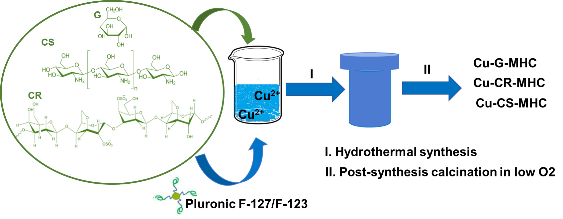 G
CS
CR
Cu2+
Cu2+
Pluronic F-127/F-123
I
II
Cu-G-MHC
Cu-CR-MHC
Cu-CS-MHC
I. Hydrothermal synthesis
II. Post-synthesis calcination in low O2